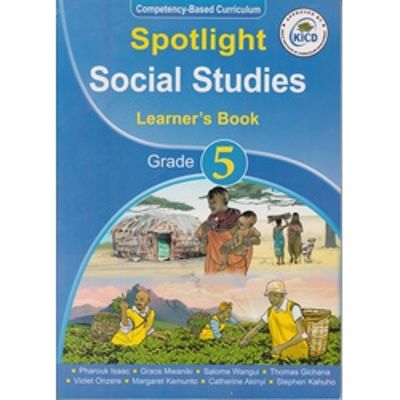 Competency-Based Curriculum
Spotlight
Social Studies
Learner's Book
Grade 5
KICD
• Pharouk Isaac • Grace Mwaniki • Salome Wangui • Thomas Gichana
• Violet Onzere • Margaret Kemunto • Catherine Akinyi • Stephen Kahuho